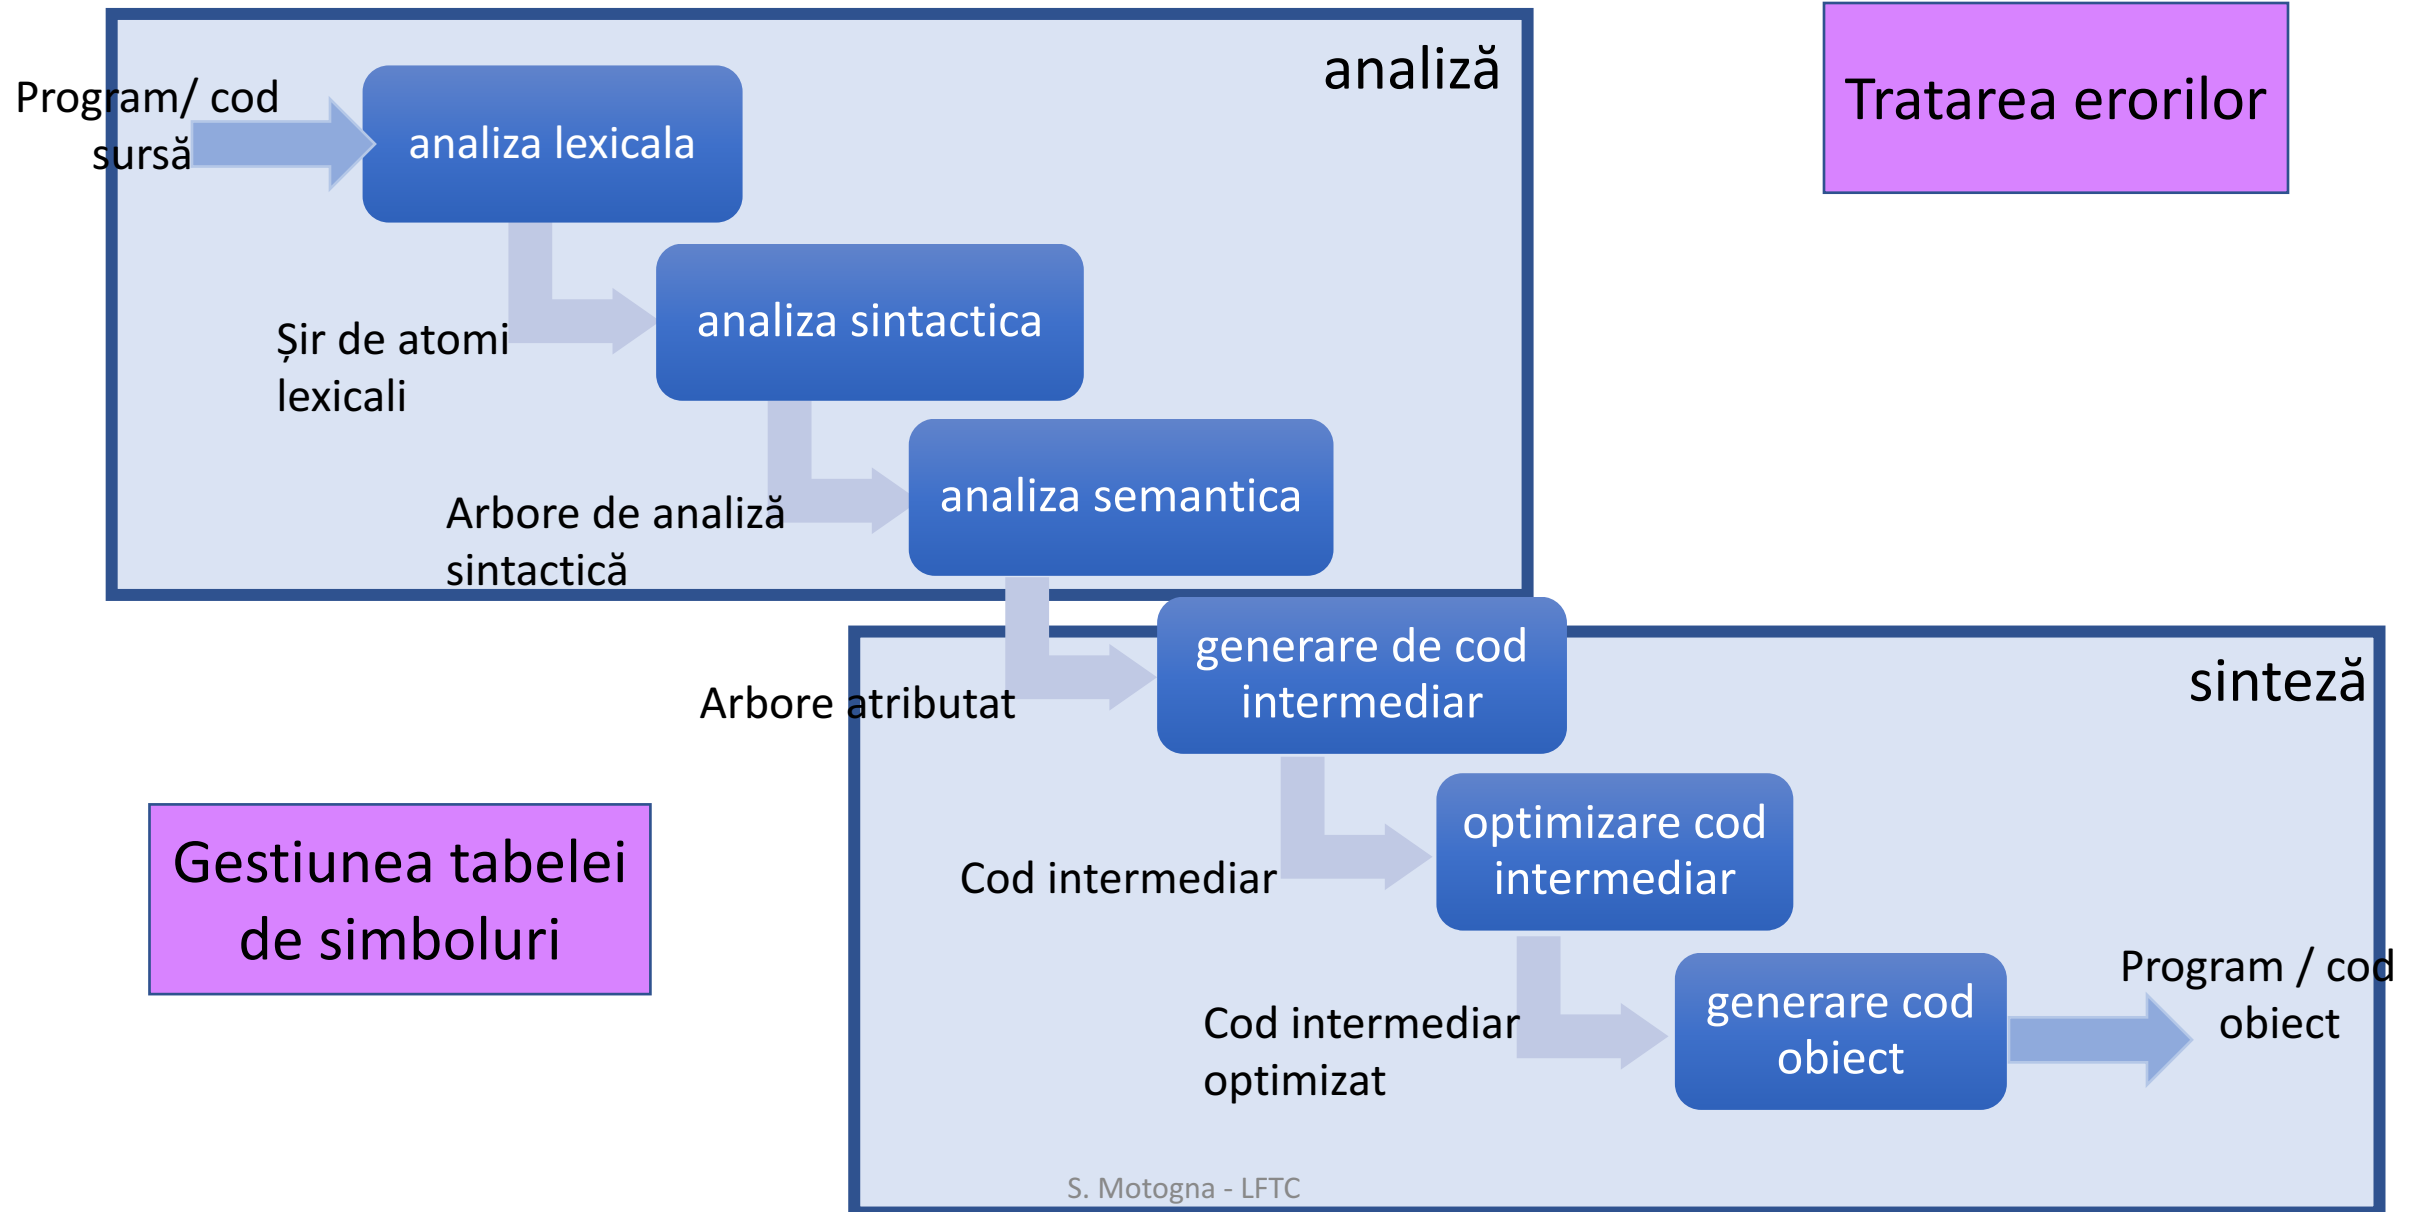 analiză
Tratarea erorilor
Program/ cod
sursă
analiza lexicala
analiza sintactica
Șir de atomi
lexicali
analiza semantica
Arbore de analiză
sintactică
generare de cod
intermediar
sinteză
Arbore atributat
optimizare cod
intermediar
Cod intermediar
Gestiunea tabelei
de simboluri
generare cod
obiect
Program / cod
obiect
Cod intermediar
optimizat
S. Motogna - LFTC